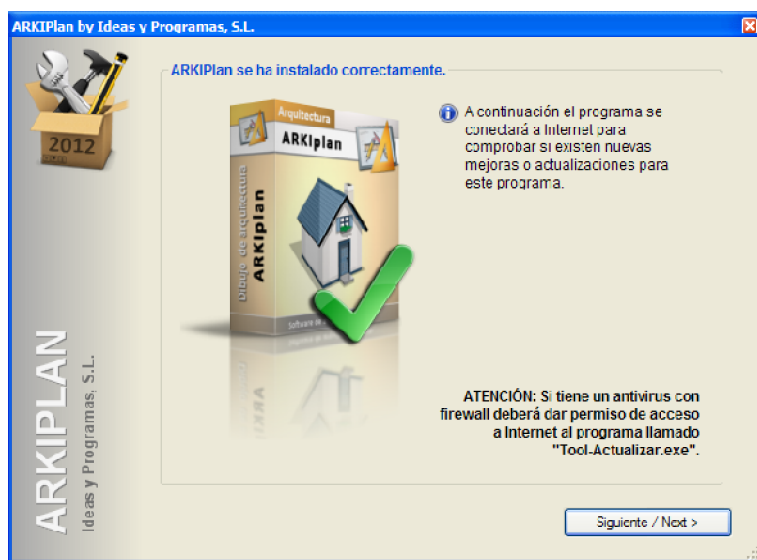 ARKIPlan by Ideas y Programas, S.L.
2012
ARKIPlan se ha instalado correctamente.
Arquitectura
ARKIplan
Dibujo de arquitectura
ARKIplan
Software de
A continuación el programa se
conectará a Internet para
comprobar si existen nuevas
mejoras o actualizaciones para
este programa.
ATENCIÓN: Si tiene un antivirus con
firewall deberá dar permiso de acceso
a Internet al programa llamado
"Tool-Actualizar.exe".
ARKIPLAN
Ideas y Programas, S.L.
Siguiente / Next >